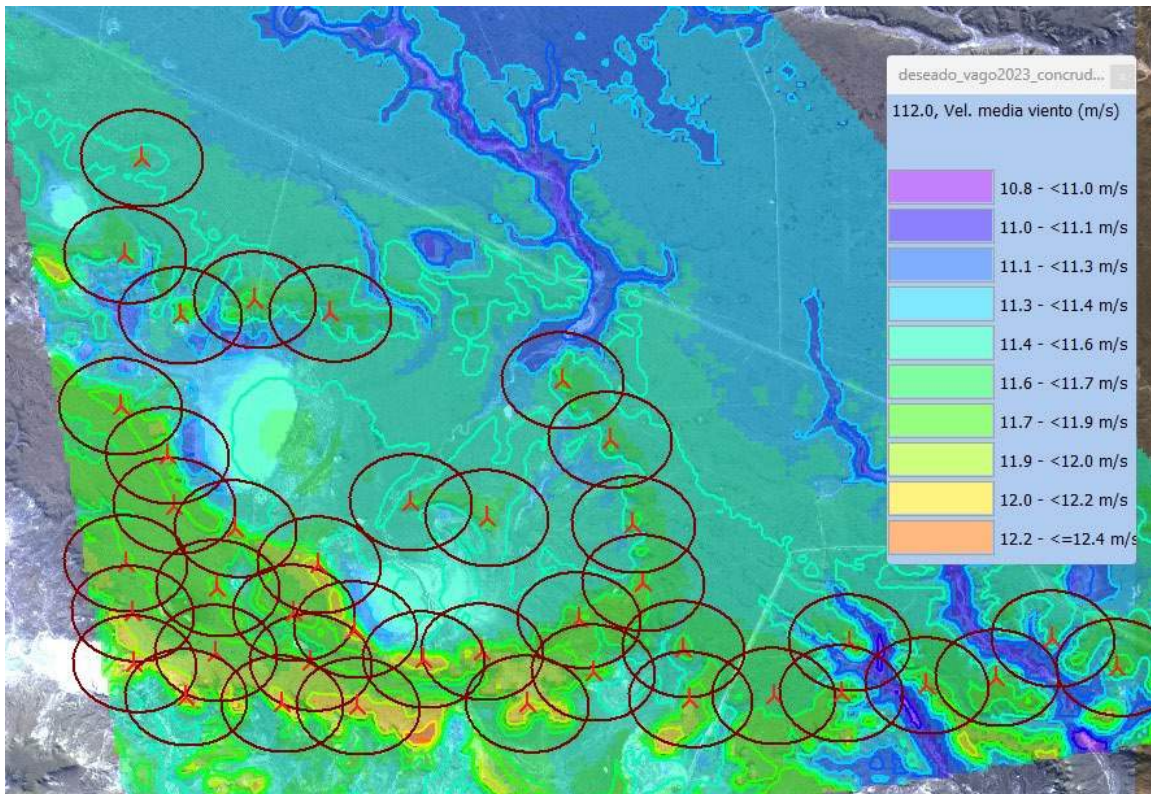 deseado_vago2023_concrud...
112.0, Vel. media viento (m/s)
10.8 - <11.0 m/s
11.0 - <11.1 m/s
11.1 - <11.3 m/s
11.3 - <11.4 m/s
11.4 - <11.6 m/s
11.6 - <11.7 m/s
11.7 - <11.9 m/s
11.9 - <12.0 m/s
12.0 - <12.2 m/s
12.2 - <=12.4 m/s